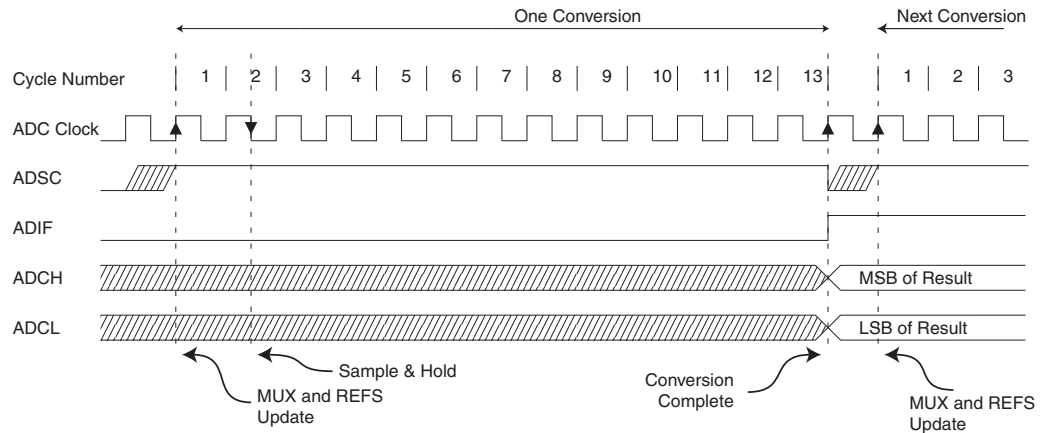 One Conversion
Next Conversion
Cycle Number 1 2 3 4 5 6 7 8 9 10 11 12 13 1 2 3
ADC Clock
ADSC
ADIF
ADCH MSB of Result
ADCL LSB of Result
Sample & Hold
MUX and REFS
Update
Conversion
Complete
MUX and REFS
Update